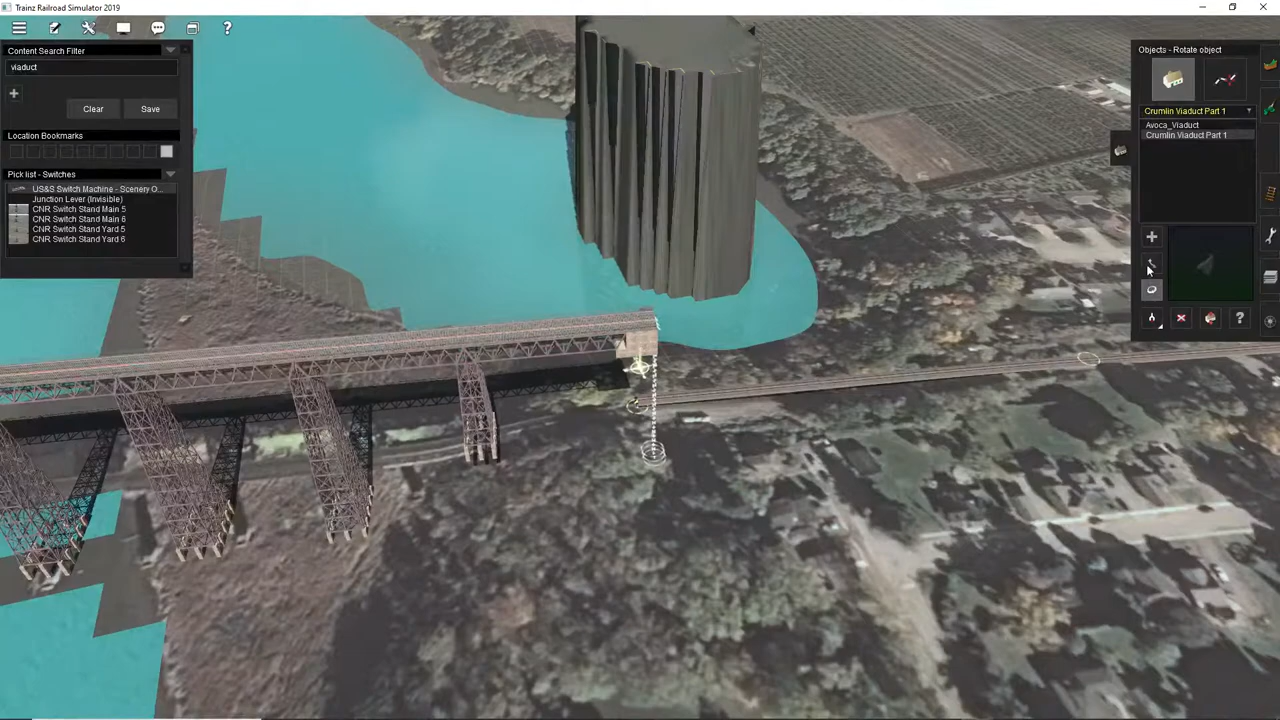 Trainz Railroad Simulator 2019
Content Search Filter
viaduct
Clear
Save
Location Bookmarks
Pick list - Switches
US&S Switch Machine - Scenery O...
Junction Lever (Invisible)
CNR Switch Stand Main 5
CNR Switch Stand Main 6
CNR Switch Stand Yard 5
CNR Switch Stand Yard 6
Objects - Rotate object
Crumlin Viaduct Part 1
Avoca_Viaduct
Crumlin Viaduct Part 1